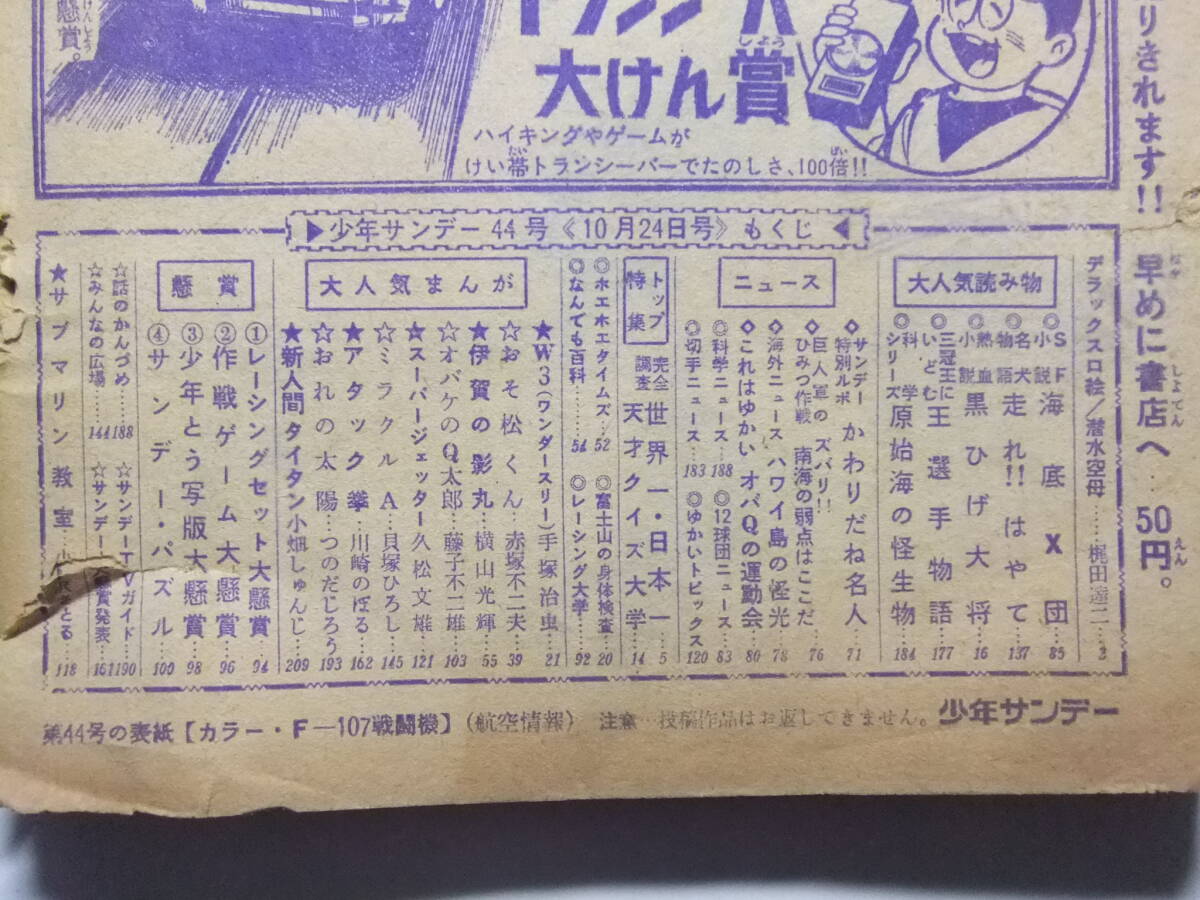 懸賞。
大けん賞
ハイキングやゲームが
けい帯トランシーバーでたのしさ、100倍!!
りきれます!!
早めに書店へ…50円。
▶少年サンデー44号《10月24日号》もくじ◀
デラックス口絵/潜水空母……梶田達二…2
大人気読み物
◎SF小説 海底X団…85
◎名犬物語 走れ!!はやて…137
◎熱血小説 黒ひげ大将…16
◎三冠王にいどむ 王選手物語…177
◎科学シリーズ 原始海の怪生物…184
ニュース
◆サンデー特別ルポ かわりだね名人…71
◆巨人軍のひみつ作戦 ズバリ!!南海の弱点はここだ…76
◆海外ニュース ハワイ島の怪光…78
◆これはゆかい オバQの運動会…80
◎科学ニュース…188
◎12球団ニュース…83
◎切手ニュース…183
◎ゆかいトピックス…120
トップ特集
完全調査 世界一・日本一…5
天才クイズ大学…14
◎ホエホエタイムズ…52
◎富士山の身体検査…20
◎なんでも百科…54
◎レーシング大学…92
大人気まんが
★W3(ワンダースリー)手塚治虫…21
☆おそ松くん…赤塚不二夫…39
★伊賀の影丸…横山光輝…55
☆オバケのQ太郎…藤子不二雄…103
★スーパージェッター久松文雄…121
☆ミラクルA…貝塚ひろし…145
★アタック拳…川崎のぼる…162
☆おれの太陽…つのだじろう…193
★新人間タイタン小畑しゅんじ…209
懸賞
①レーシングセット大懸賞…94
②作戦ゲーム大懸賞…96
③少年とう写版大懸賞…98
④サンデー・パズル…100
☆話のかんづめ…188
☆サンデーTVガイド…190
☆みんなの広場…144
☆サンデー 賞発表…161
★サブマリン教室…小 さとる…118
第44号の表紙【カラー・F—107戦闘機】(航空情報) 注意…投稿作品はお返しできません。少年サンデー